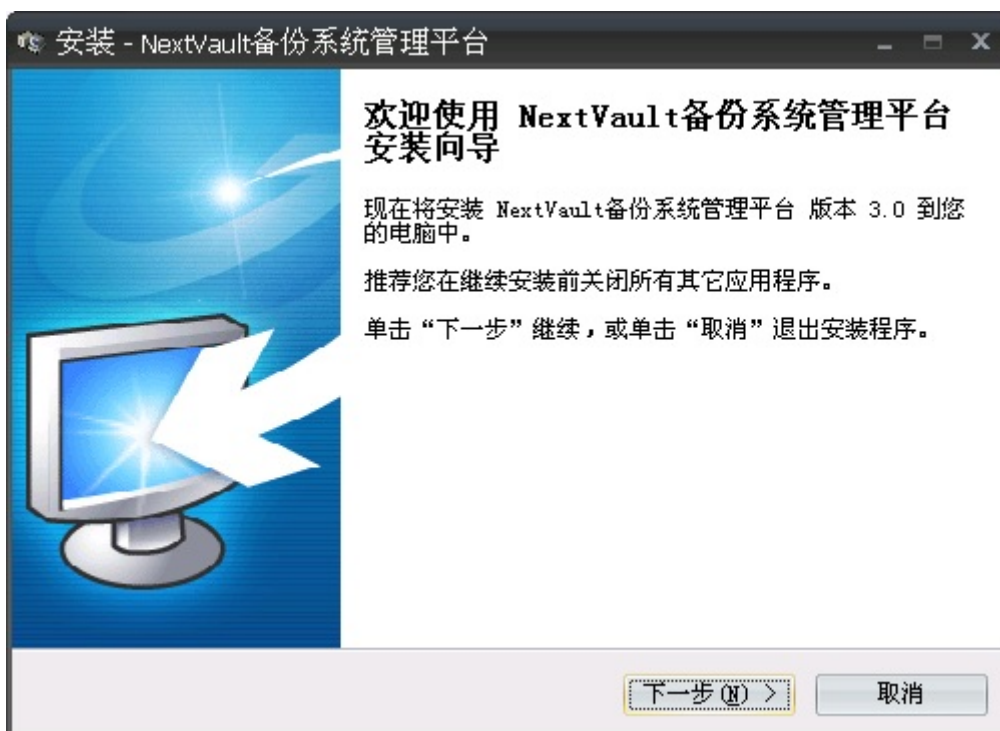 安装 - NextVault备份系统管理平台
欢迎使用 NextVault备份系统管理平台
安装向导
现在将安装 NextVault备份系统管理平台 版本 3.0 到您
的电脑中。
推荐您在继续安装前关闭所有其它应用程序。
单击“下一步”继续，或单击“取消”退出安装程序。
下一步(N) >
取消